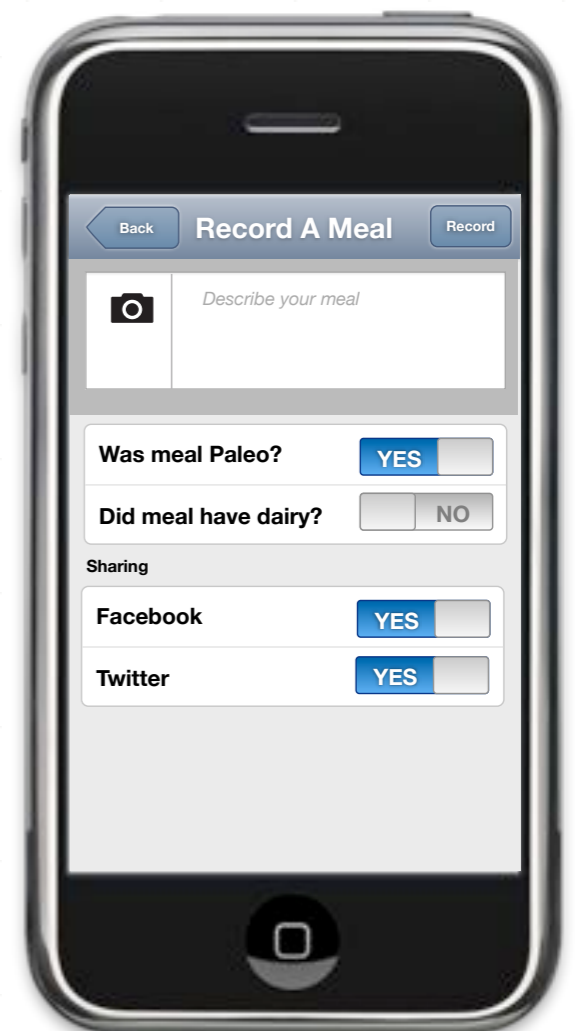 Back Record A Meal Record
Describe your meal
Was meal Paleo? YES
Did meal have dairy? NO
Sharing
Facebook YES
Twitter YES